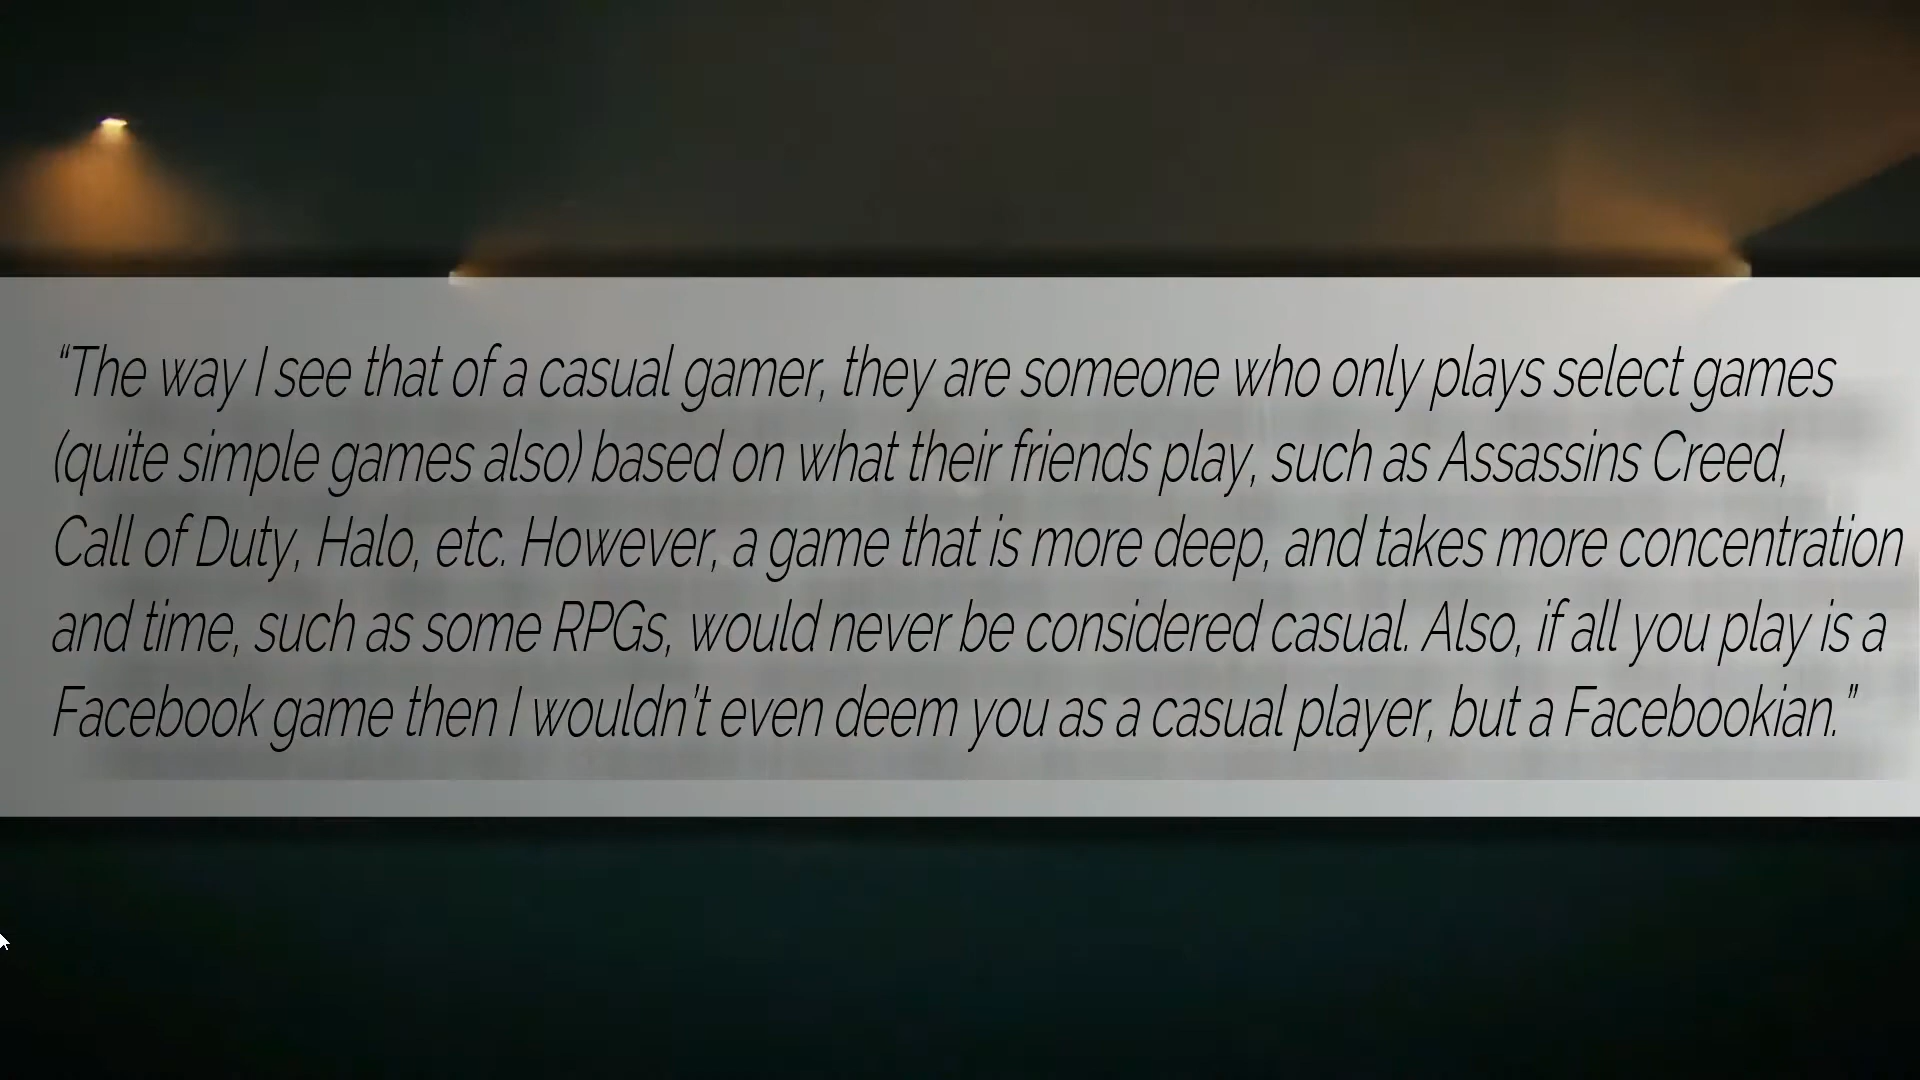 “The way I see that of a casual gamer, they are someone who only plays select games
(quite simple games also) based on what their friends play, such as Assassins Creed,
Call of Duty, Halo, etc. However, a game that is more deep, and takes more concentration
and time, such as some RPGs, would never be considered casual. Also, if all you play is a
Facebook game then I wouldn’t even deem you as a casual player, but a Facebookian.”